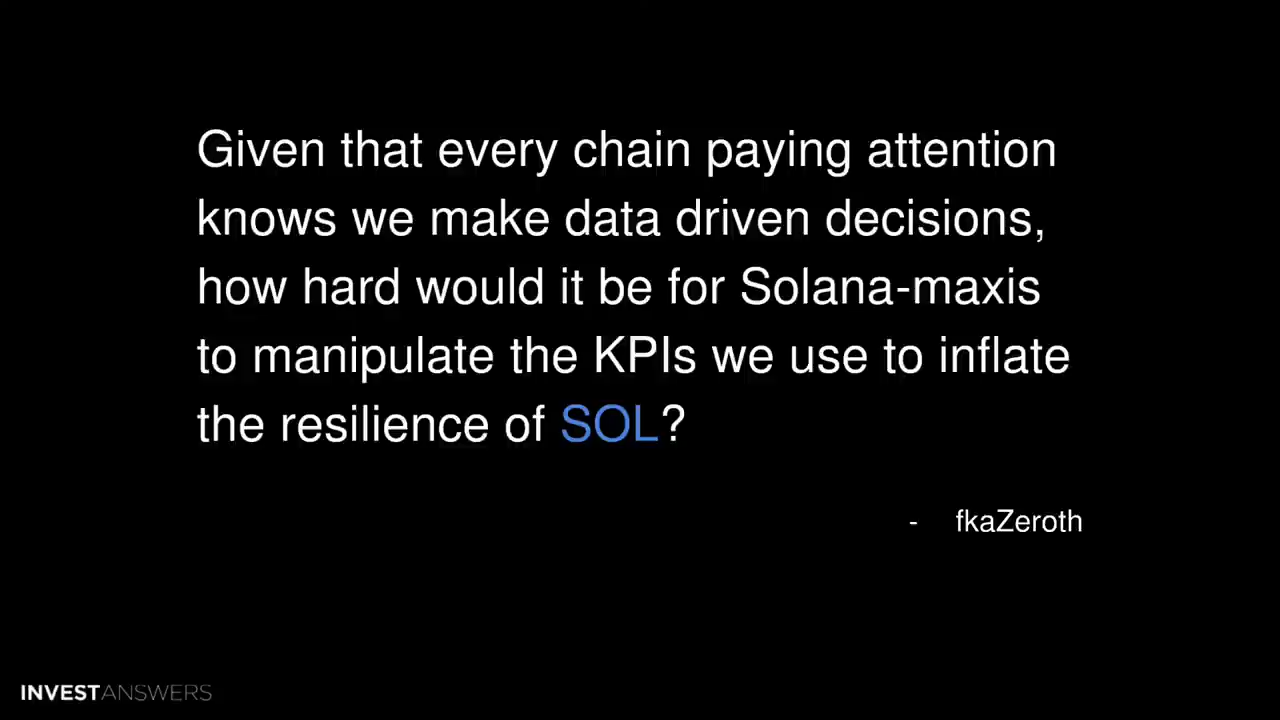 Given that every chain paying attention
knows we make data driven decisions,
how hard would it be for Solana-maxis
to manipulate the KPIs we use to inflate
the resilience of SOL?
- fkaZeroth
INVESTANSWERS